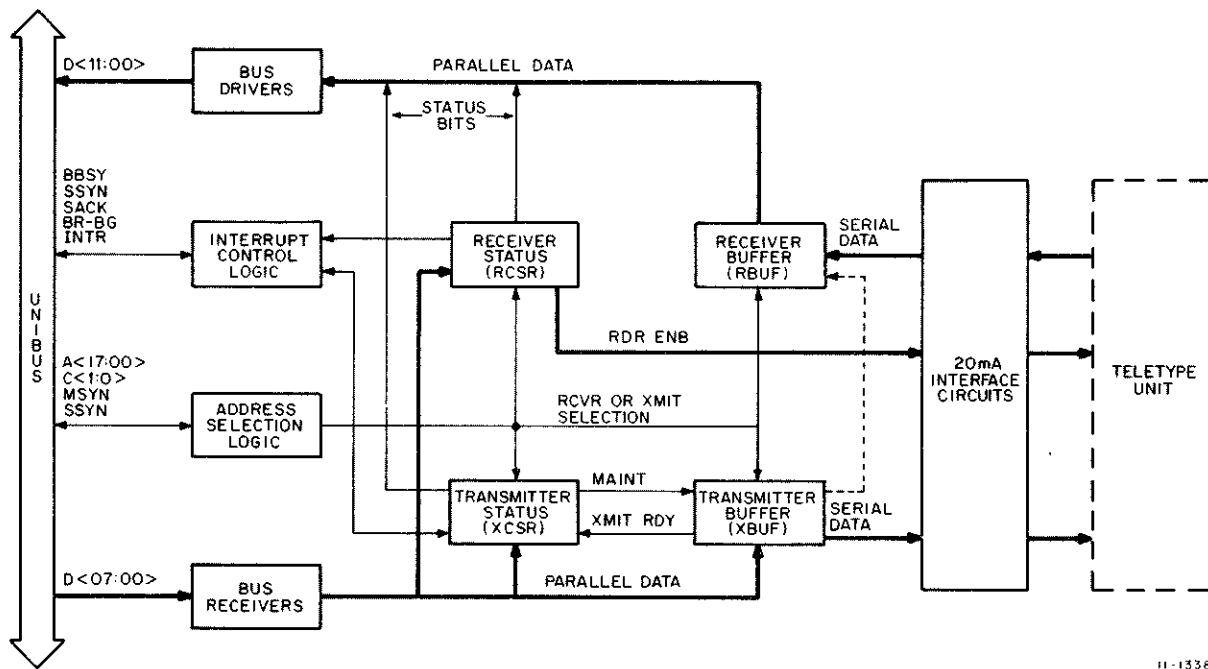 D<11:00>
BUS
DRIVERS
PARALLEL DATA
STATUS
BITS
BBSY
SSYN
SACK
BR-BG
INTR
INTERRUPT
CONTROL
LOGIC
RECEIVER
STATUS
(RCSR)
RECEIVER
BUFFER
(RBUF)
SERIAL
DATA
UNIBUS
RDR ENB
20mA
INTERFACE
CIRCUITS
TELETYPE
UNIT
A<17:00>
C<1:0>
MSYN
SSYN
ADDRESS
SELECTION
LOGIC
RCVR OR XMIT
SELECTION
TRANSMITTER
STATUS
(XCSR)
MAINT
XMIT RDY
TRANSMITTER
BUFFER
(XBUF)
SERIAL
DATA
D<07:00>
BUS
RECEIVERS
PARALLEL DATA
11-1338